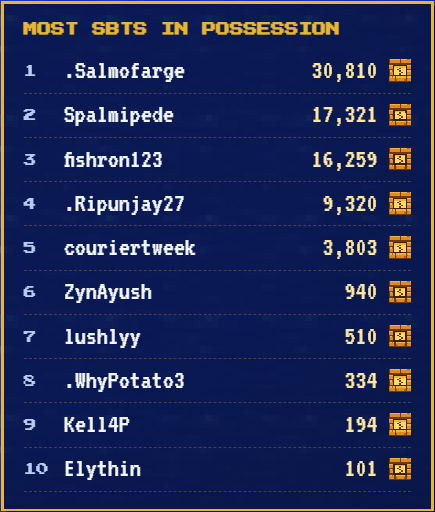 MOST SBTS IN POSSESSION
1 .Salmofarge 30,810
2 Spalmipede 17,321
3 fishron123 16,259
4 .Ripunjay27 9,320
5 couriertweek 3,803
6 ZynAyush 940
7 lushlyy 510
8 .WhyPotato3 334
9 Kell4P 194
10 Elythin 101